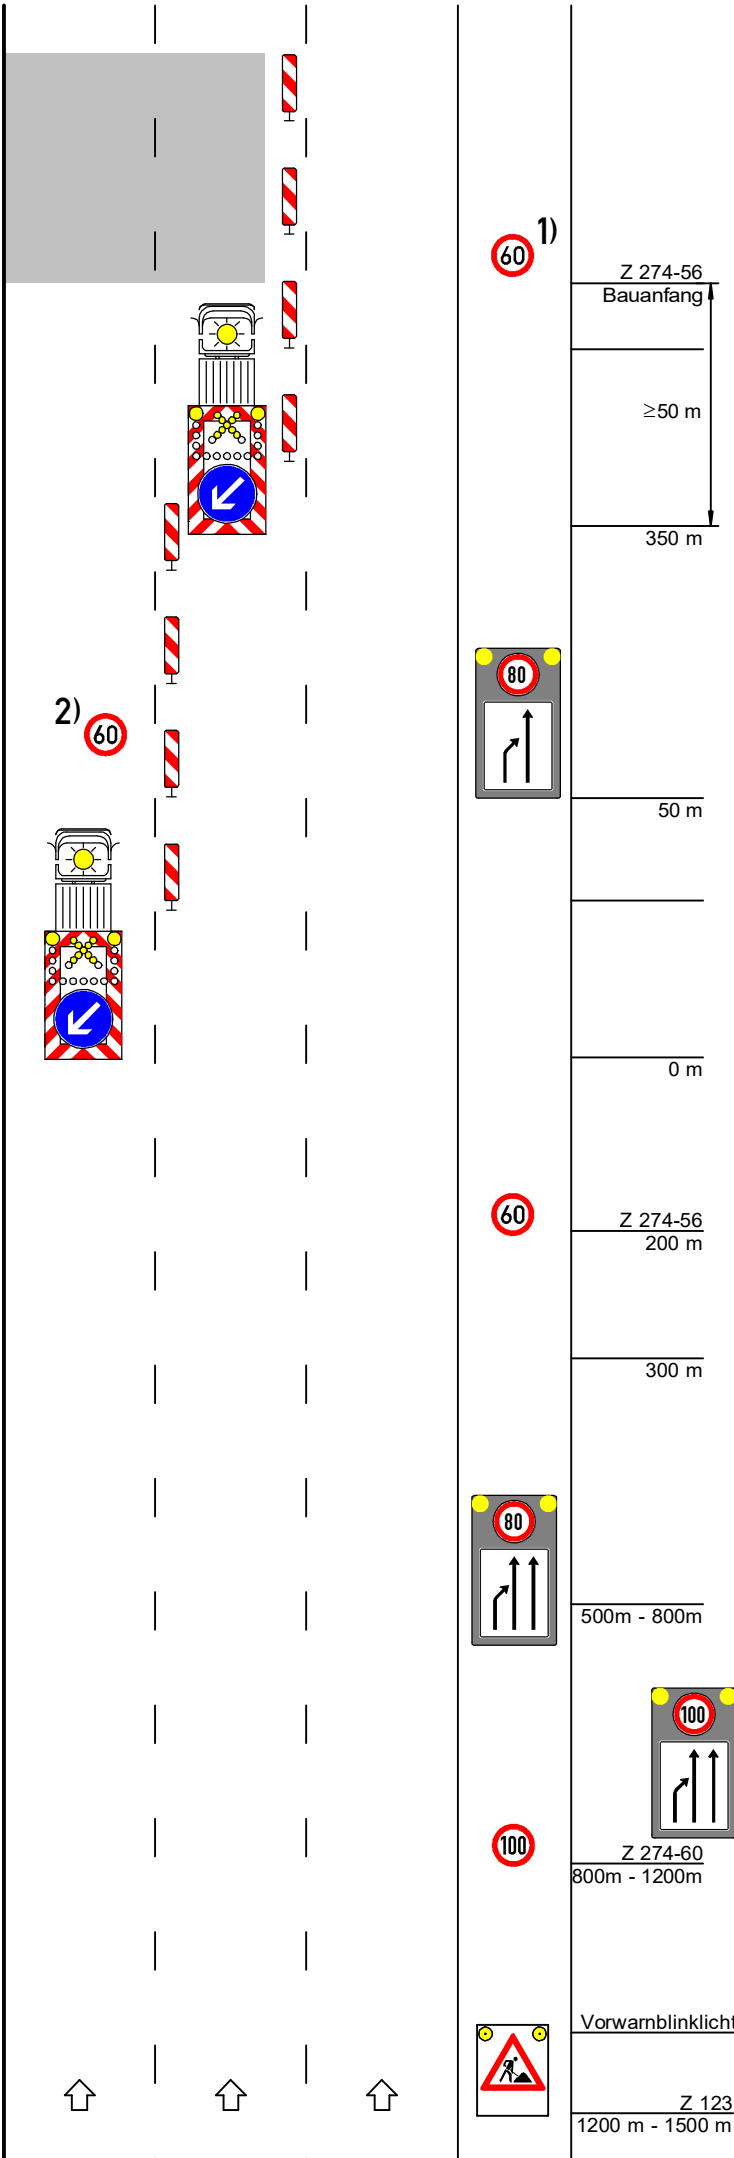 1)
60
Z 274-56
Bauanfang
≥50 m
350 m
80
2)
60
50 m
0 m
60
Z 274-56
200 m
300 m
80
500m - 800m
100
100
Z 274-60
800m - 1200m
Vorwarnblinklicht
Z 123
1200 m - 1500 m